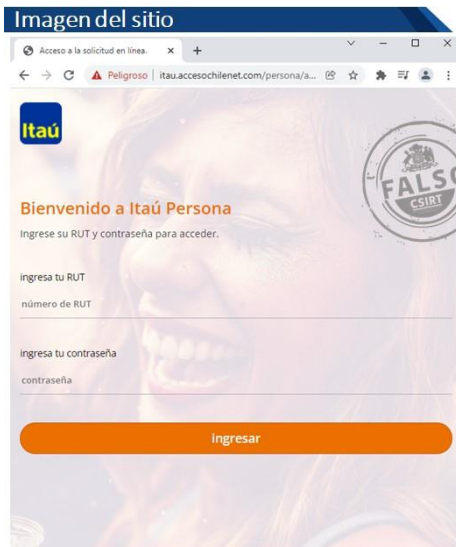 Imagen del sitio
Acceso a la solicitud en línea.
Peligroso | itau.accesochilenet.com/persona/a...
Itaú
FALSO
CSIRT
Bienvenido a Itaú Persona
Ingrese su RUT y contraseña para acceder.
ingresa tu RUT
número de RUT
ingresa tu contraseña
contraseña
ingresar